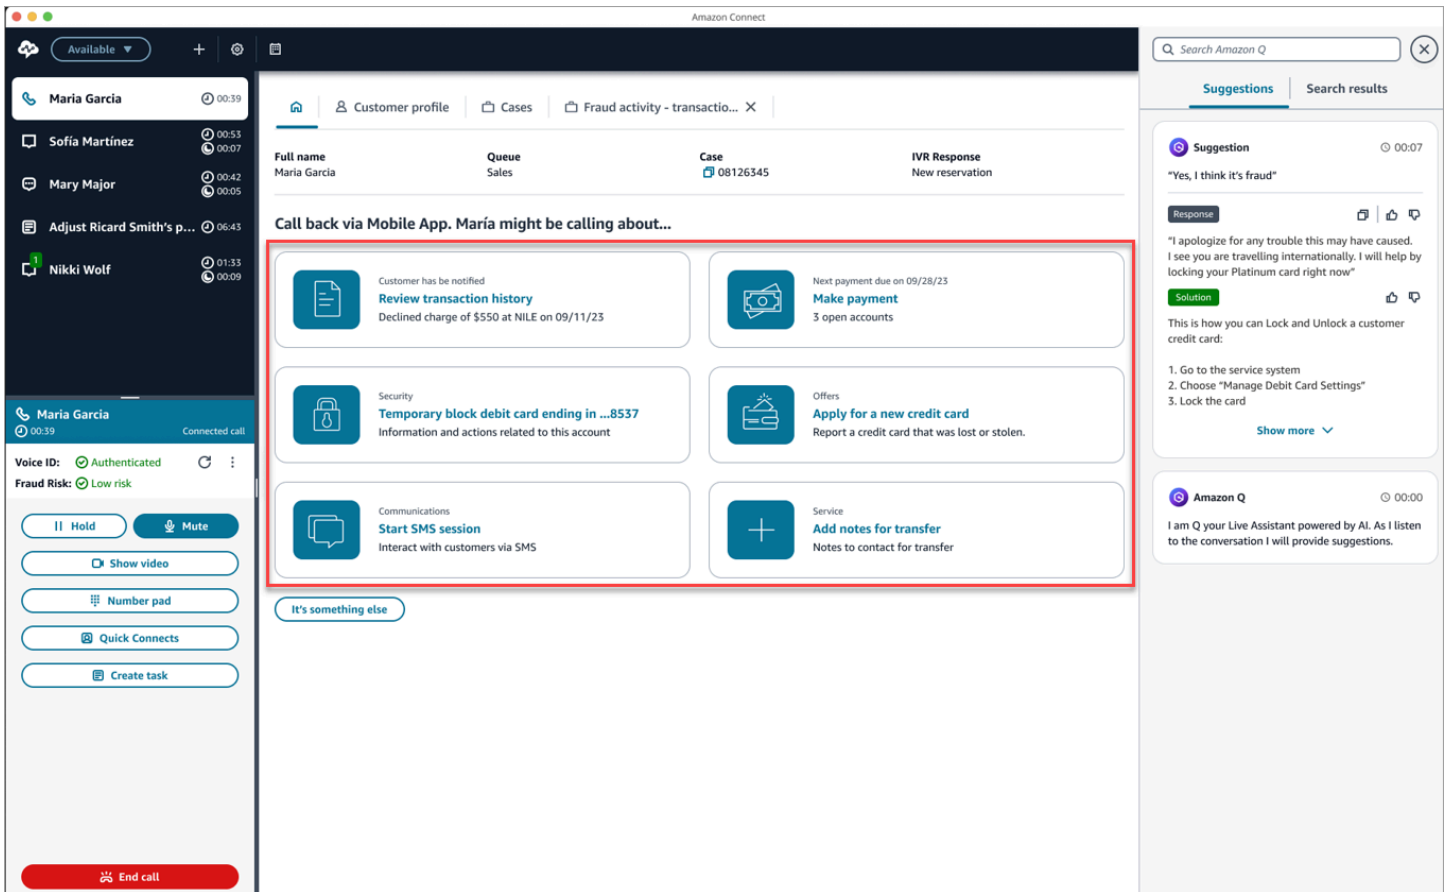 Amazon Connect
Available ▼
Search Amazon Q
Maria Garcia 00:39
Sofía Martínez 00:53
00:07
Mary Major 00:42
00:05
Adjust Ricard Smith's p... 06:43
1
Nikki Wolf 01:33
00:09
Maria Garcia
00:39 Connected call
Voice ID: Authenticated
Fraud Risk: Low risk
Hold Mute
Show video
Number pad
Quick Connects
Create task
End call
Customer profile Cases Fraud activity - transactio...
Full name Queue Case IVR Response
Maria Garcia Sales 08126345 New reservation
Call back via Mobile App. María might be calling about...
Customer has be notified
Review transaction history
Declined charge of $550 at NILE on 09/11/23
Next payment due on 09/28/23
Make payment
3 open accounts
Security
Temporary block debit card ending in ...8537
Information and actions related to this account
Offers
Apply for a new credit card
Report a credit card that was lost or stolen.
Communications
Start SMS session
Interact with customers via SMS
Service
Add notes for transfer
Notes to contact for transfer
It's something else
Suggestions Search results
Suggestion 00:07
"Yes, I think it's fraud"
Response
"I apologize for any trouble this may have caused.
I see you are travelling internationally. I will help by
locking your Platinum card right now"
Solution
This is how you can Lock and Unlock a customer
credit card:
1. Go to the service system
2. Choose "Manage Debit Card Settings"
3. Lock the card
Show more
Amazon Q 00:00
I am Q your Live Assistant powered by AI. As I listen
to the conversation I will provide suggestions.